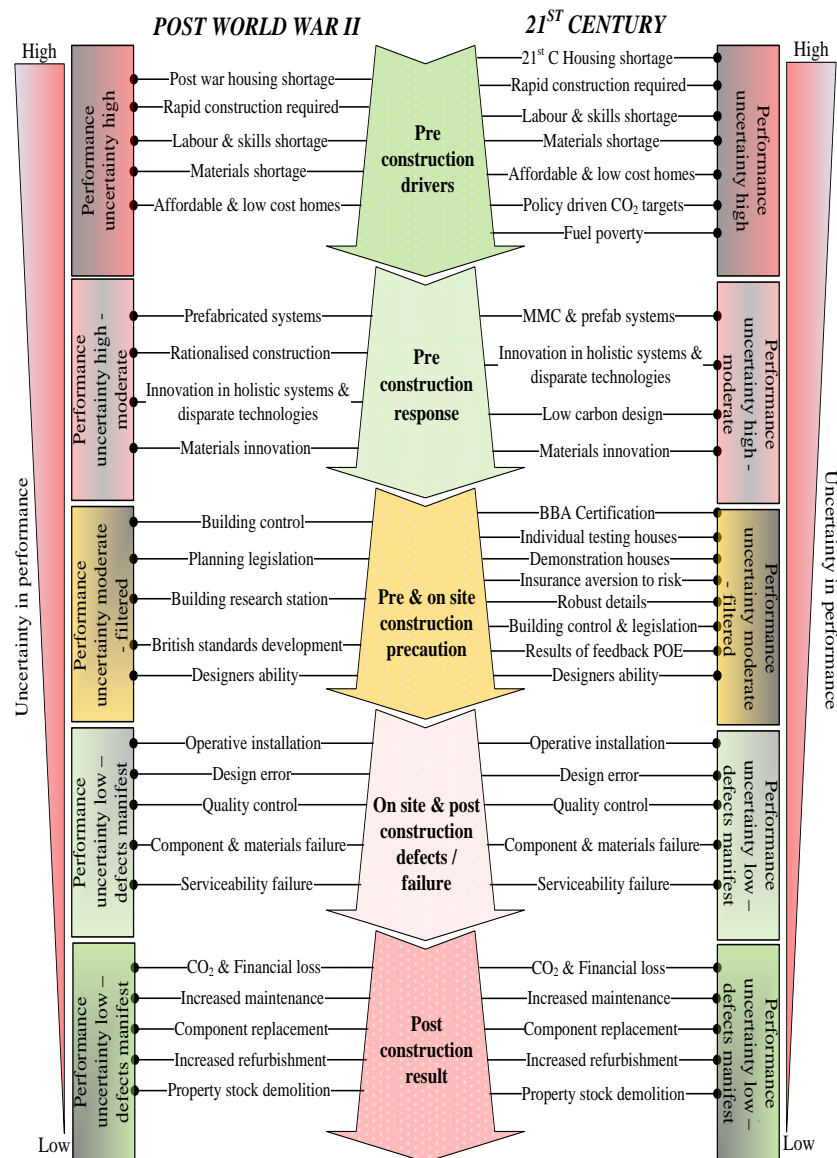 POST WORLD WAR II
21ST CENTURY
High
High
Uncertainty in performance
Uncertainty in performance
Performance
uncertainty high
Post war housing shortage
Rapid construction required
Labour & skills shortage
Materials shortage
Affordable & low cost homes
Pre
construction
drivers
21st C Housing shortage
Rapid construction required
Labour & skills shortage
Materials shortage
Affordable & low cost homes
Policy driven CO2 targets
Fuel poverty
Performance
uncertainty high
Performance
uncertainty high -
moderate
Prefabricated systems
Rationalised construction
Innovation in holistic systems &
disparate technologies
Materials innovation
Pre
construction
response
MMC & prefab systems
Innovation in holistic systems &
disparate technologies
Low carbon design
Materials innovation
Performance
uncertainty high -
moderate
Performance
uncertainty moderate
- filtered
Building control
Planning legislation
Building research station
British standards development
Designers ability
Pre & on site
construction
precaution
BBA Certification
Individual testing houses
Demonstration houses
Insurance aversion to risk
Robust details
Building control & legislation
Results of feedback POE
Designers ability
Performance
uncertainty moderate
- filtered
Performance
uncertainty low –
defects manifest
Operative installation
Design error
Quality control
Component & materials failure
Serviceability failure
On site & post
construction
defects /
failure
Operative installation
Design error
Quality control
Component & materials failure
Serviceability failure
Performance
uncertainty low –
defects manifest
Performance
uncertainty low –
defects manifest
CO2 & Financial loss
Increased maintenance
Component replacement
Increased refurbishment
Property stock demolition
Post
construction
result
CO2 & Financial loss
Increased maintenance
Component replacement
Increased refurbishment
Property stock demolition
Performance
uncertainty low –
defects manifest
Low
Low